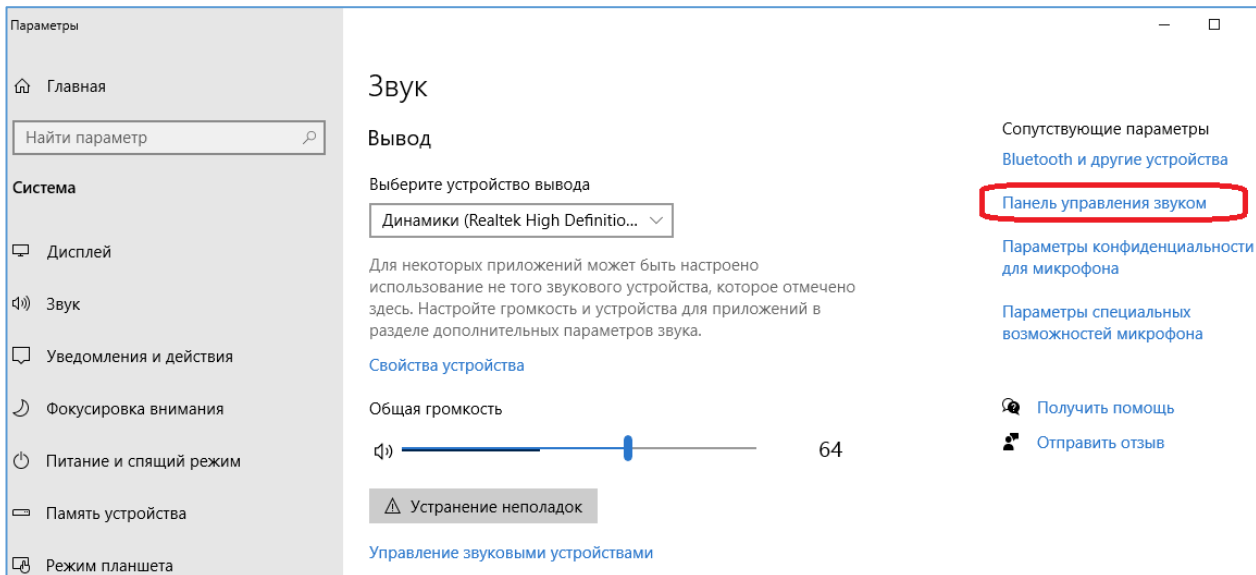 Параметры
Главная
Найти параметр
Система
Дисплей
Звук
Уведомления и действия
Фокусировка внимания
Питание и спящий режим
Память устройства
Режим планшета
Звук
Вывод
Выберите устройство вывода
Динамики (Realtek High Definitio...
Для некоторых приложений может быть настроено
использование не того звукового устройства, которое отмечено
здесь. Настройте громкость и устройства для приложений в
разделе дополнительных параметров звука.
Свойства устройства
Общая громкость
64
Устранение неполадок
Управление звуковыми устройствами
Сопутствующие параметры
Bluetooth и другие устройства
Панель управления звуком
Параметры конфиденциальности
для микрофона
Параметры специальных
возможностей микрофона
Получить помощь
Отправить отзыв